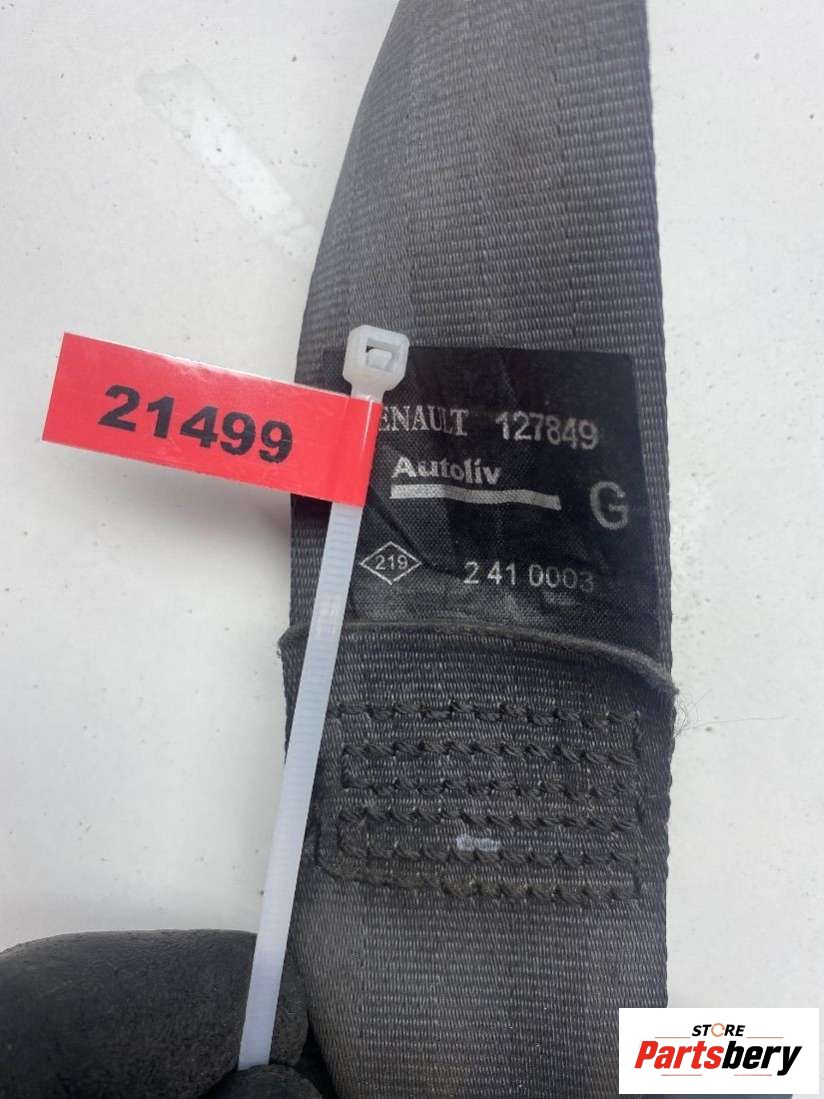 21499
ENAULT 127849
Autoliv
G
219
2 41 0003
STORE
Partsbery